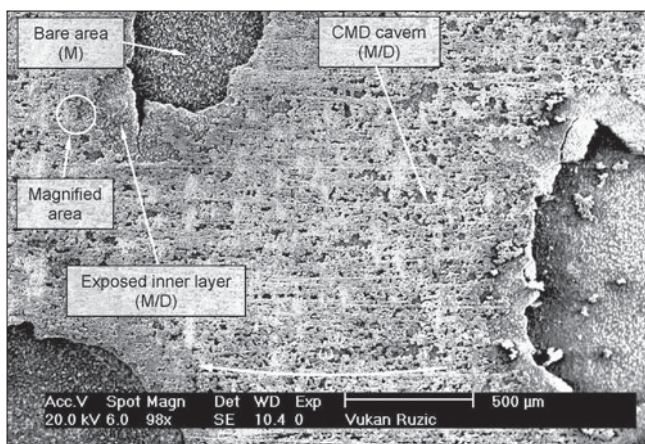 Bare area
(M)
CMD cavern
(M/D)
Magnified
area
Exposed inner layer
(M/D)
Acc.V Spot Magn Det WD Exp
20.0 kV 6.0 98x SE 10.4 0
500 µm
Vukan Ruzic